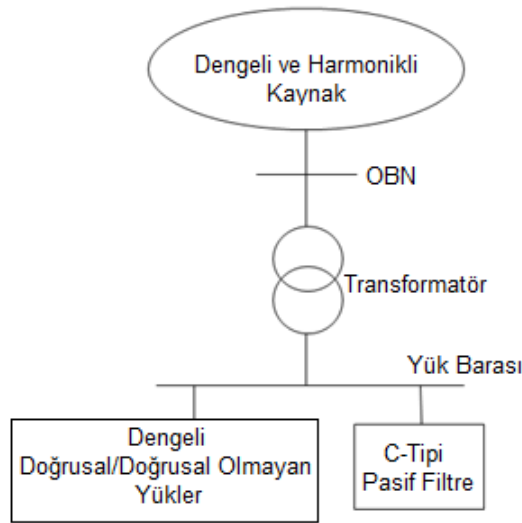 Dengeli ve Harmonikli
Kaynak
OBN
Transformatör
Yük Barası
Dengeli
Doğrusal/Doğrusal Olmayan
Yükler
C-Tipi
Pasif Filtre